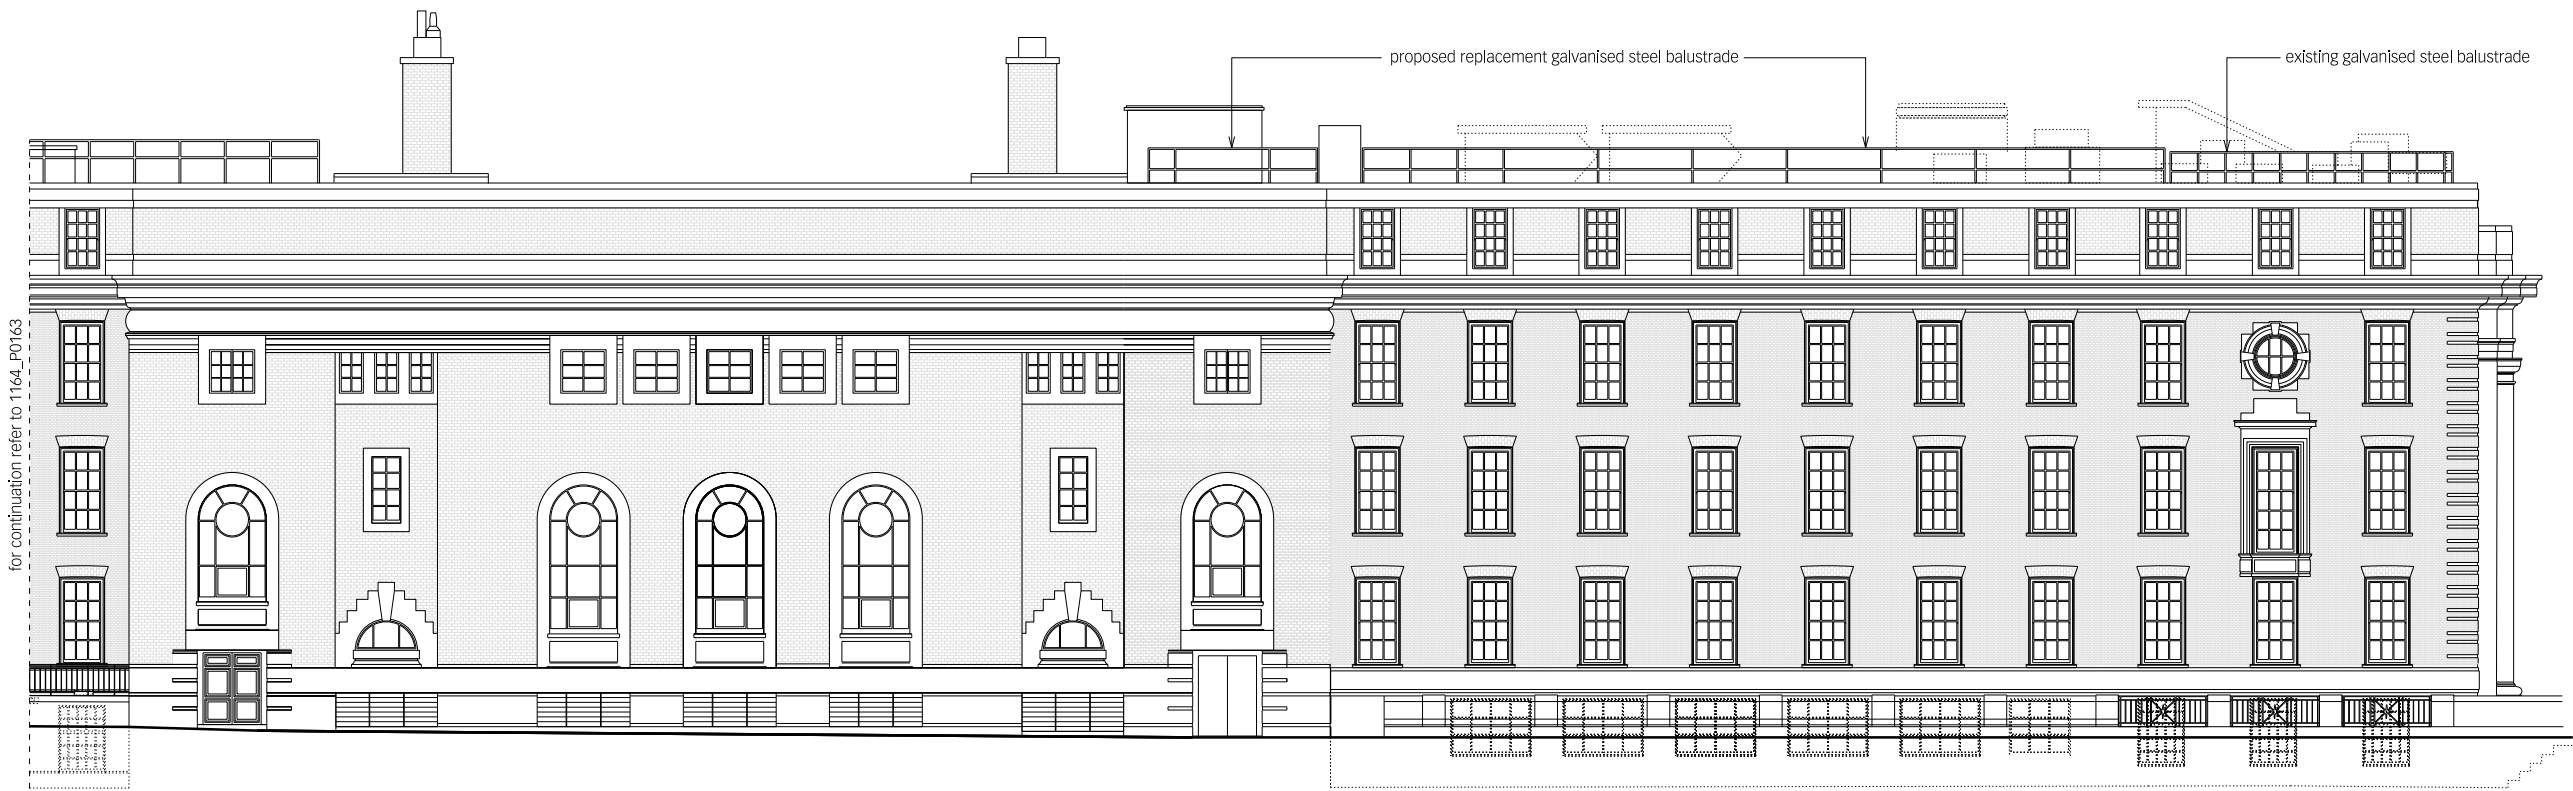 proposed replacement galvanised steel balustrade
existing galvanised steel balustrade
for continuation refer to 1164_P0163